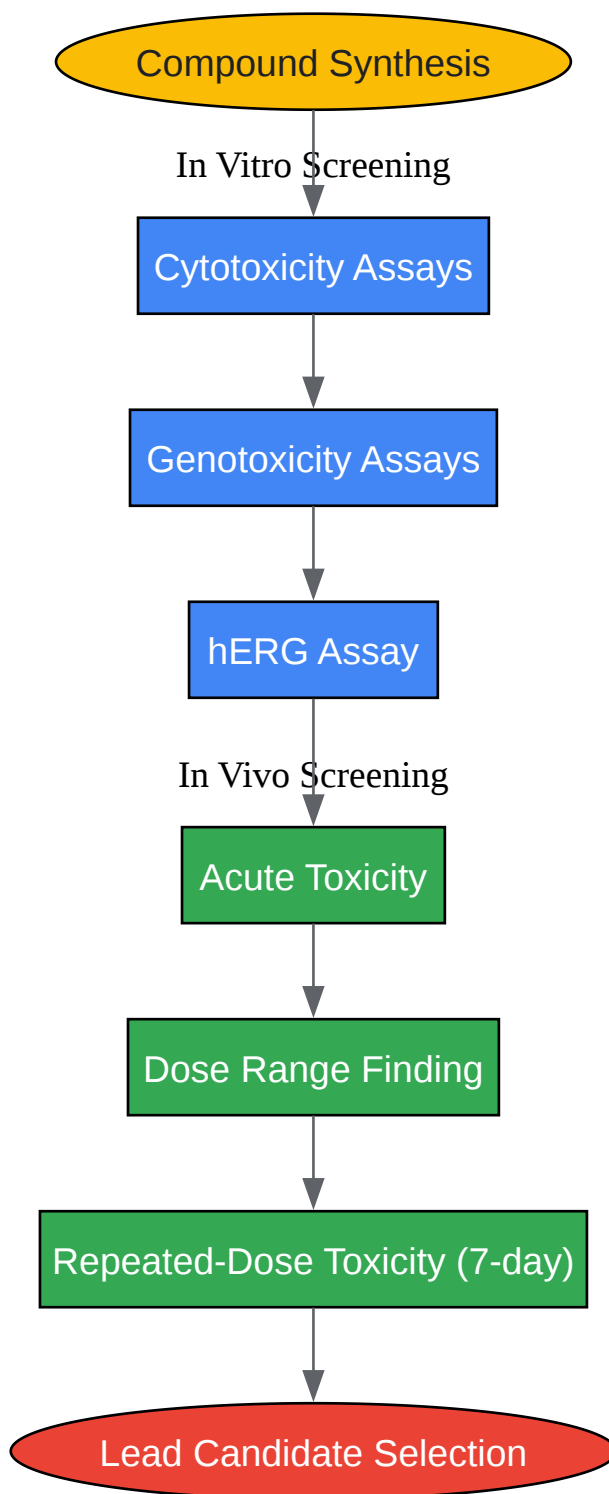 Compound Synthesis
In Vitro Screening
Cytotoxicity Assays
Genotoxicity Assays
hERG Assay
In Vivo Screening
Acute Toxicity
Dose Range Finding
Repeated-Dose Toxicity (7-day)
Lead Candidate Selection